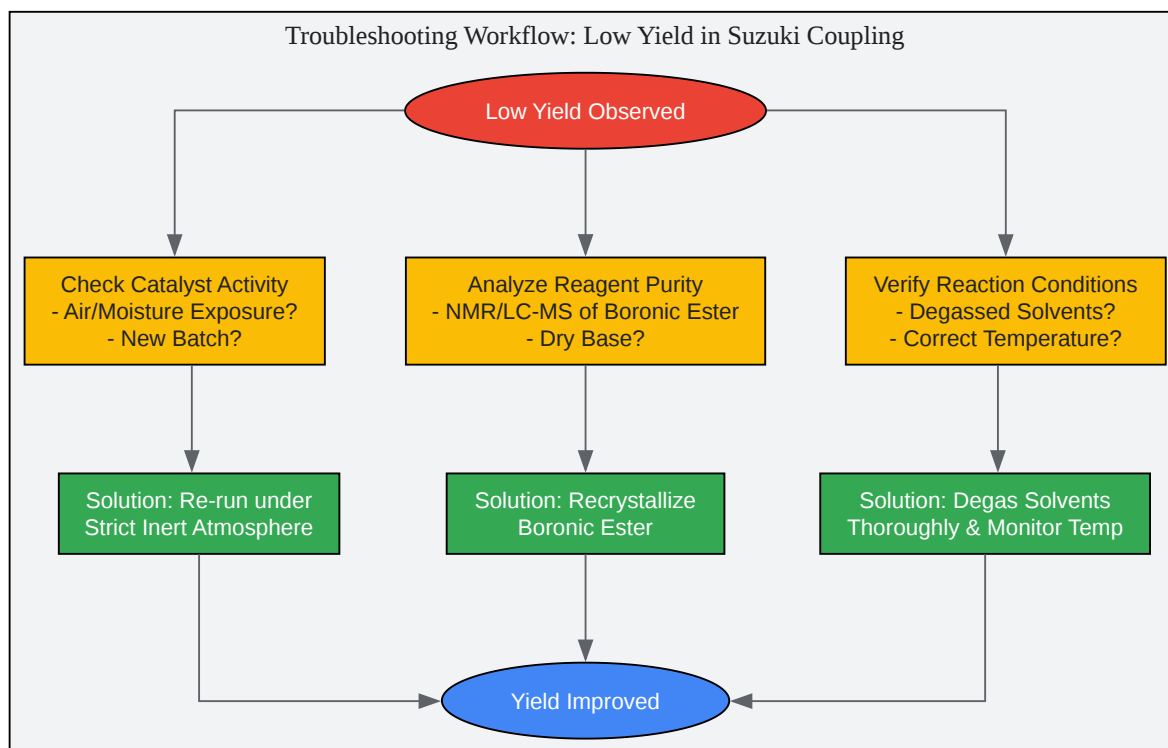 Troubleshooting Workflow: Low Yield in Suzuki Coupling
Low Yield Observed
Check Catalyst Activity
- Air/Moisture Exposure?
- New Batch?
Analyze Reagent Purity
- NMR/LC-MS of Boronic Ester
- Dry Base?
Verify Reaction Conditions
- Degassed Solvents?
- Correct Temperature?
Solution: Re-run under
Strict Inert Atmosphere
Solution: Recrystallize
Boronic Ester
Solution: Degas Solvents
Thoroughly & Monitor Temp
Yield Improved